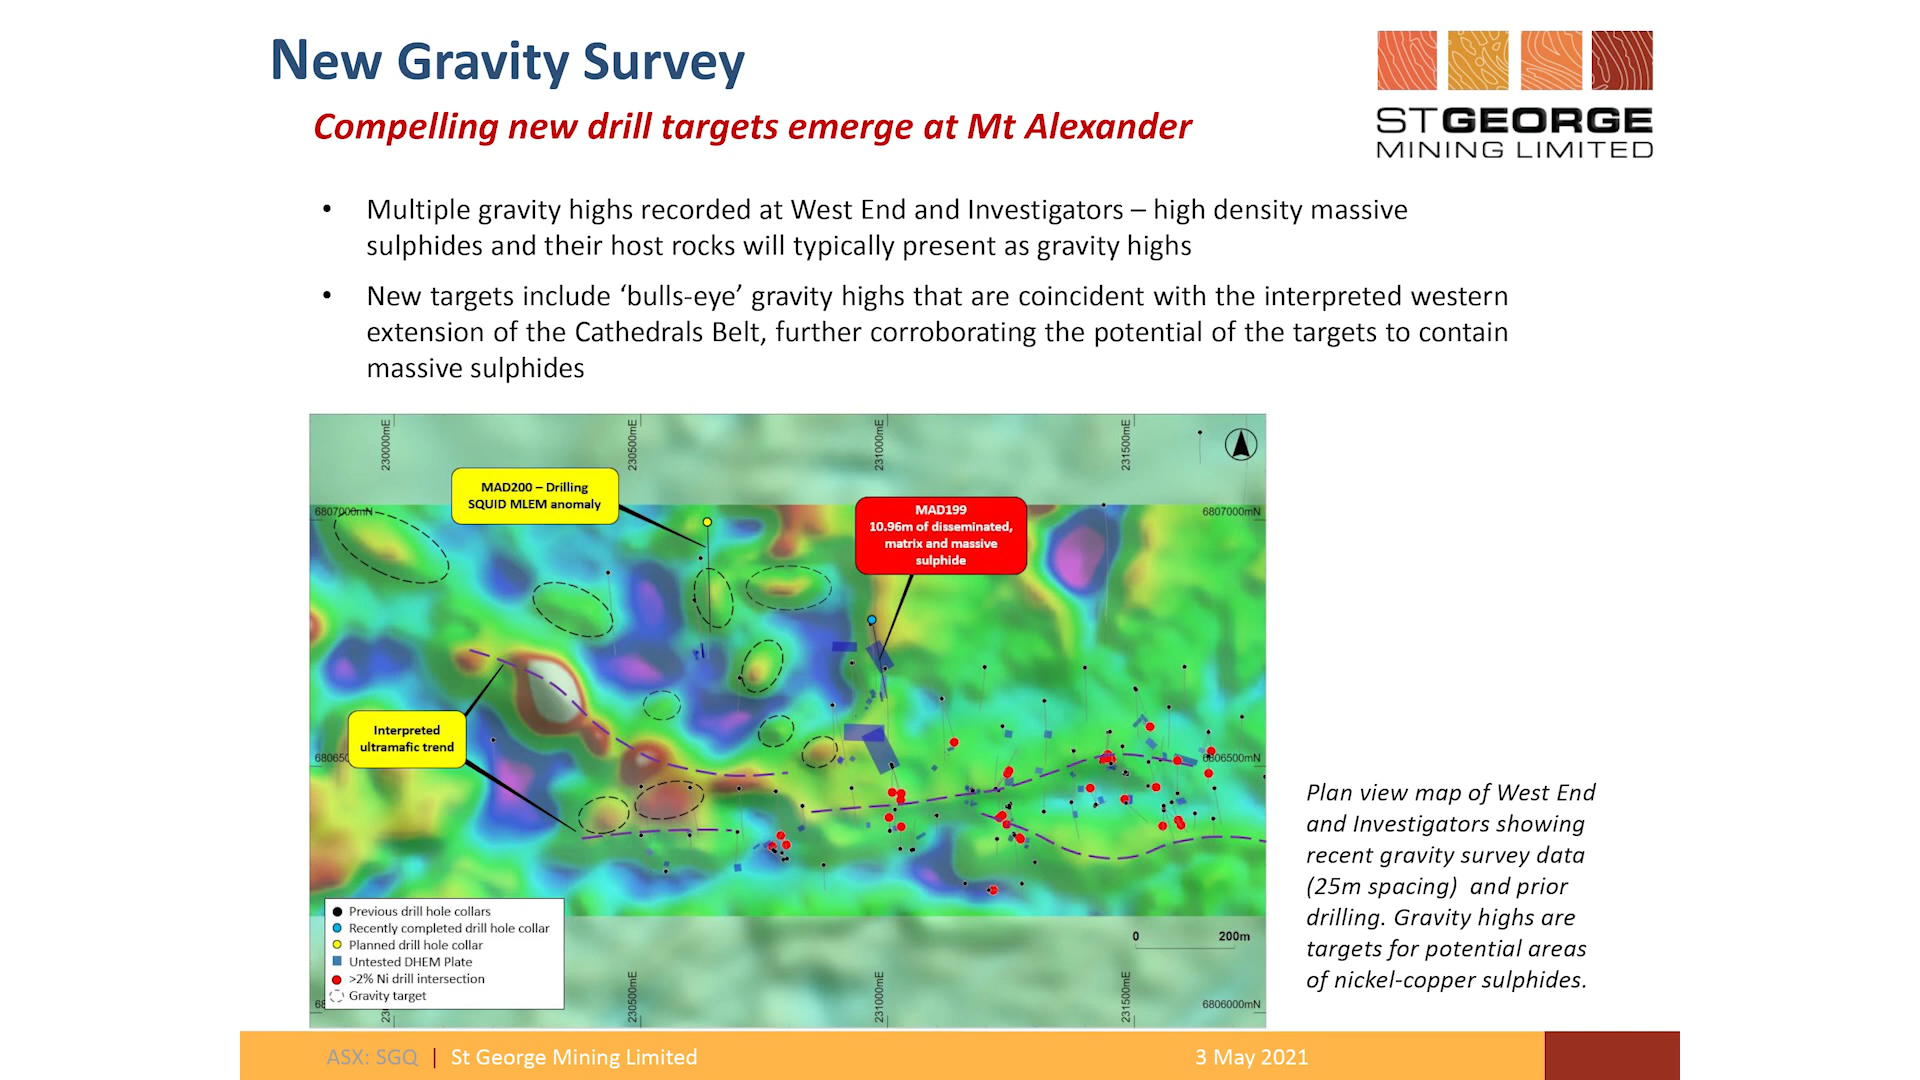 New Gravity Survey
Compelling new drill targets emerge at Mt Alexander
STGEORGE
MINING LIMITED
• Multiple gravity highs recorded at West End and Investigators – high density massive
sulphides and their host rocks will typically present as gravity highs
• New targets include ‘bulls-eye’ gravity highs that are coincident with the interpreted western
extension of the Cathedrals Belt, further corroborating the potential of the targets to contain
massive sulphides
230000mE
230500mE
231000mE
231500mE
MAD200 – Drilling
SQUID MLEM anomaly
MAD199
10.96m of disseminated,
matrix and massive
sulphide
6807000mN
6807000mN
Interpreted
ultramafic trend
680650
6806500mN
Previous drill hole collars
Recently completed drill hole collar
Planned drill hole collar
Untested DHEM Plate
>2% Ni drill intersection
Gravity target
0 200m
68
6806000mN
23
230500mE
231000mE
231500mE
Plan view map of West End
and Investigators showing
recent gravity survey data
(25m spacing) and prior
drilling. Gravity highs are
targets for potential areas
of nickel-copper sulphides.
ASX: SGQ | St George Mining Limited
3 May 2021